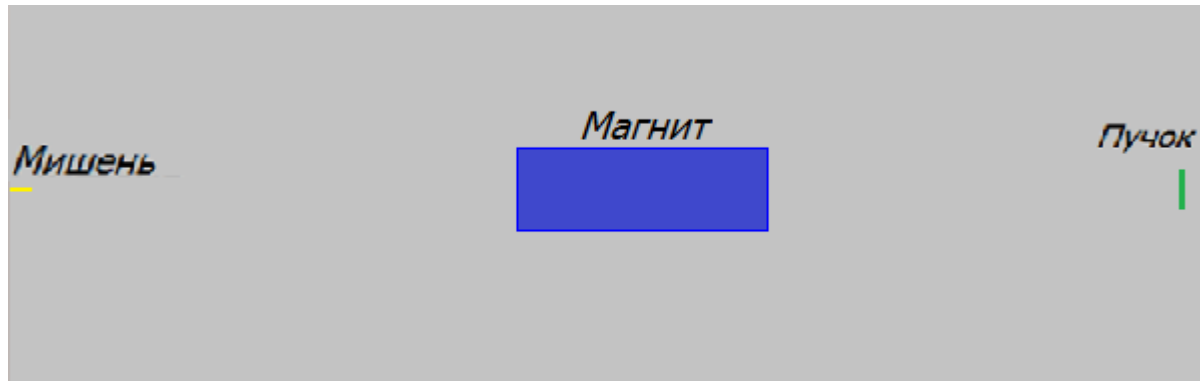 Магнит
Пучок
Мишень